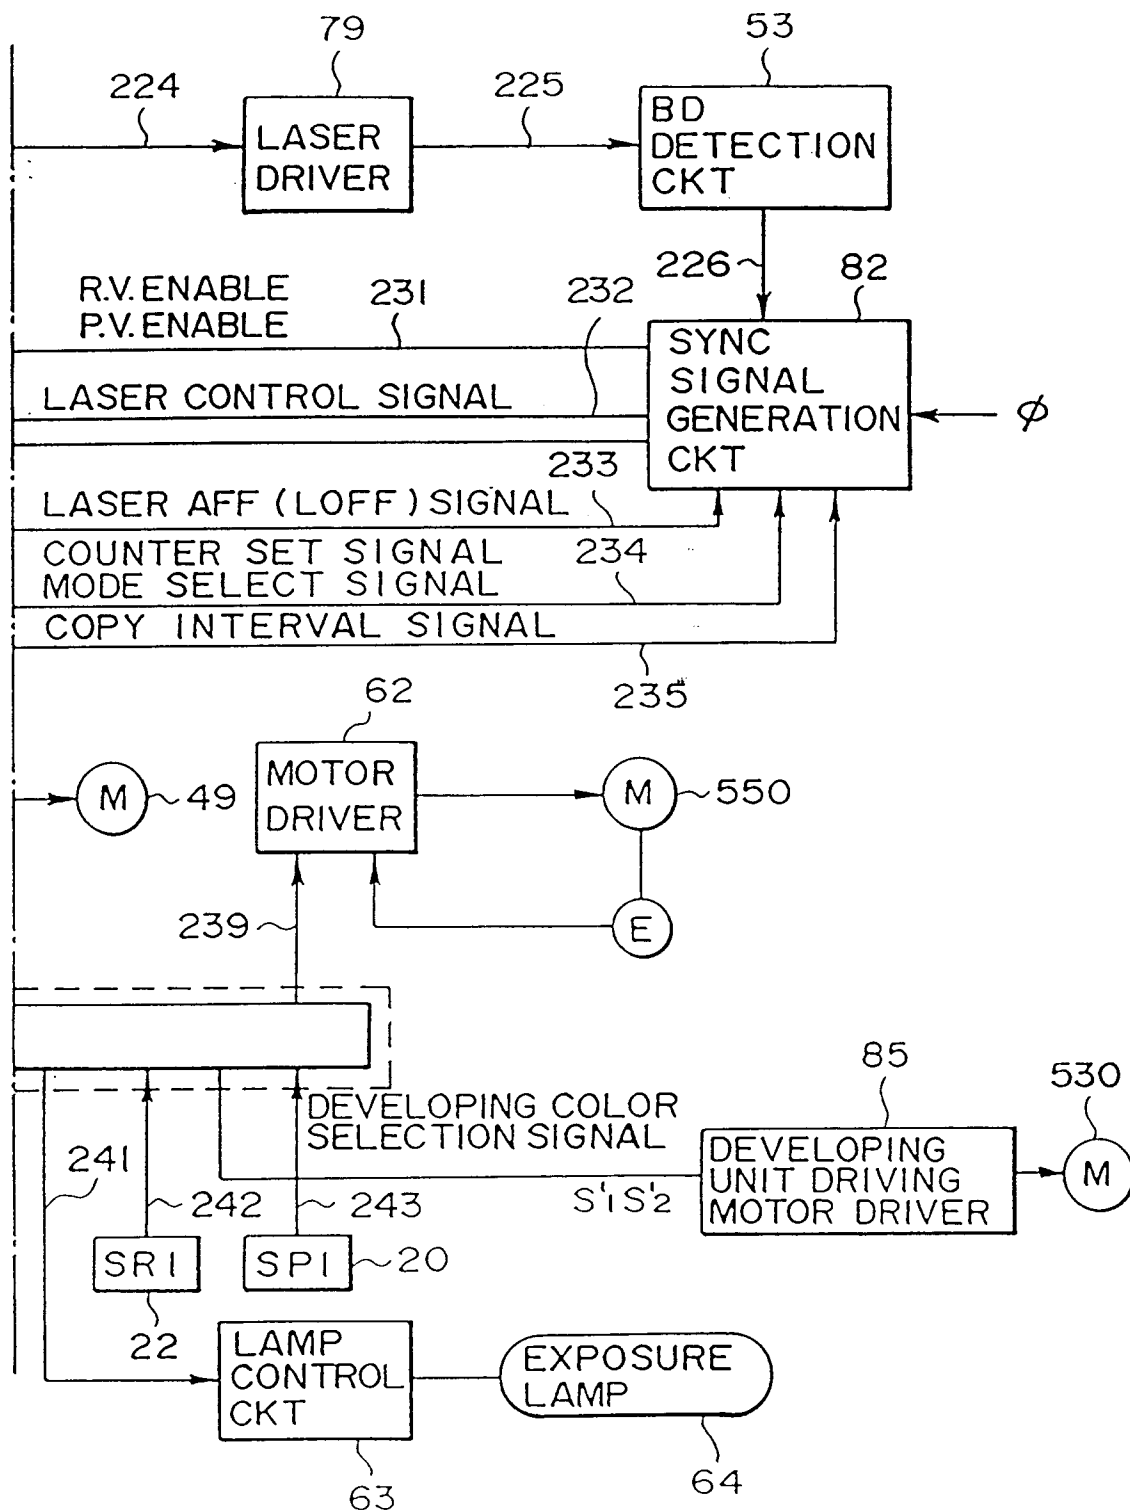 79
53
224
225
LASER
DRIVER
BD
DETECTION
CKT
226
82
R.V. ENABLE
P.V. ENABLE
231
232
SYNC
SIGNAL
GENERATION
CKT
LASER CONTROL SIGNAL
ϕ
233
LASER AFF (LOFF) SIGNAL
COUNTER SET SIGNAL
234
MODE SELECT SIGNAL
COPY INTERVAL SIGNAL
235
62
MOTOR
DRIVER
M
49
M
550
239
E
85
530
DEVELOPING COLOR
SELECTION SIGNAL
DEVELOPING
UNIT DRIVING
MOTOR DRIVER
M
241
242
243
S'1 S'2
SR1
SP1
20
22
LAMP
CONTROL
CKT
EXPOSURE
LAMP
63
64